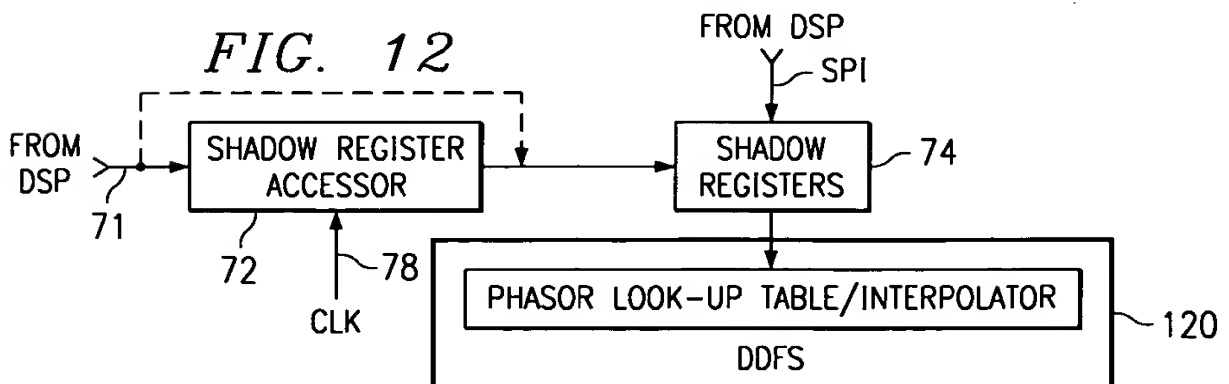 FIG. 12
FROM DSP
SPI
FROM
DSP
71
SHADOW REGISTER
ACCESSOR
72
78
CLK
SHADOW
REGISTERS
74
PHASOR LOOK-UP TABLE/INTERPOLATOR
DDFS
120